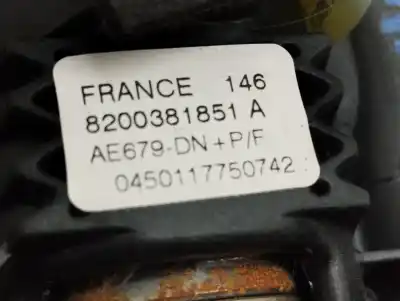 FRANCE 146
8200381851 A
AE679-DN+P/F
0450117750742